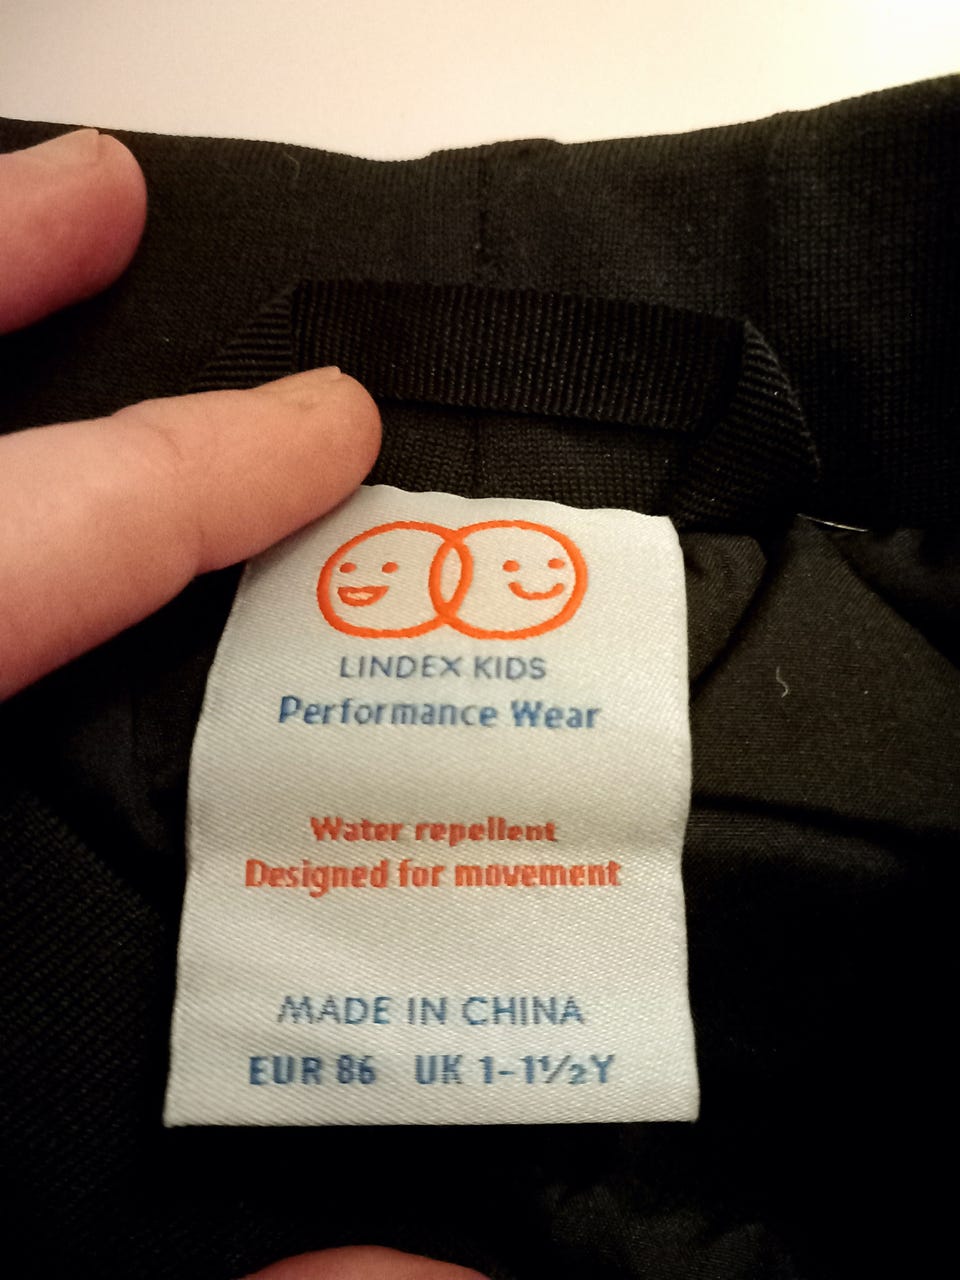 LINDEX KIDS
Performance Wear
Water repellent
Designed for movement
MADE IN CHINA
EUR 86 UK 1-1½Y